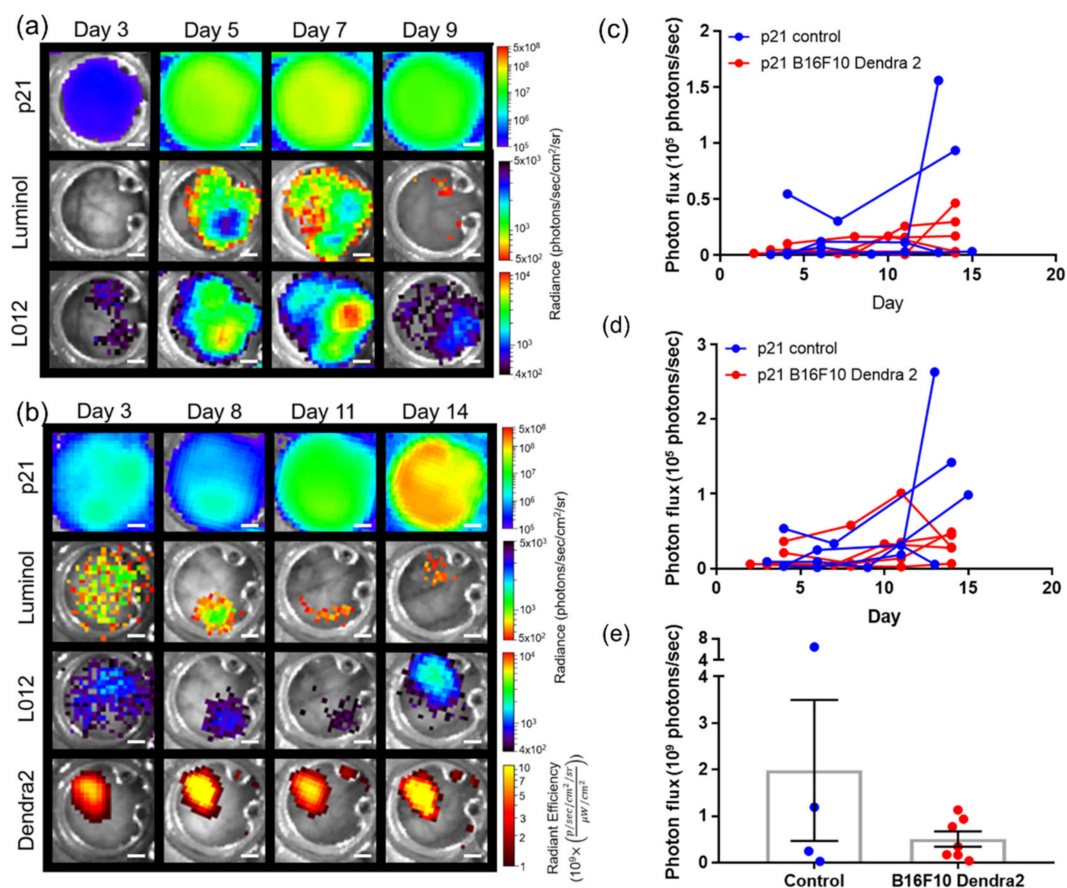 (a)
Day 3 Day 5 Day 7 Day 9
p21
Luminol
L012
5x10⁸
10⁸
10⁷
10⁶
10⁵
5x10³
10³
5x10²
10⁴
10³
4x10²
Radiance (photons/sec/cm²/sr)
(b)
Day 3 Day 8 Day 11 Day 14
p21
Luminol
L012
Dendra2
5x10⁸
10⁸
10⁷
10⁶
10⁵
5x10³
10³
5x10²
10⁴
10³
4x10²
Radiance (photons/sec/cm²/sr)
10
7
5
3
1
Radiant Efficiency
(10⁹× ((p/sec/cm²/sr)/(μW/cm²)))
(c)
p21 control
p21 B16F10 Dendra 2
Photon flux (10⁵ photons/sec)
2
1.5
1
0.5
0
0 5 10 15 20
Day
(d)
p21 control
p21 B16F10 Dendra 2
Photon flux (10⁵ photons/sec)
3
2
1
0
0 5 10 15 20
Day
(e)
Photon flux (10⁹ photons/sec)
8
4
4
3
2
1
0
Control B16F10 Dendra2